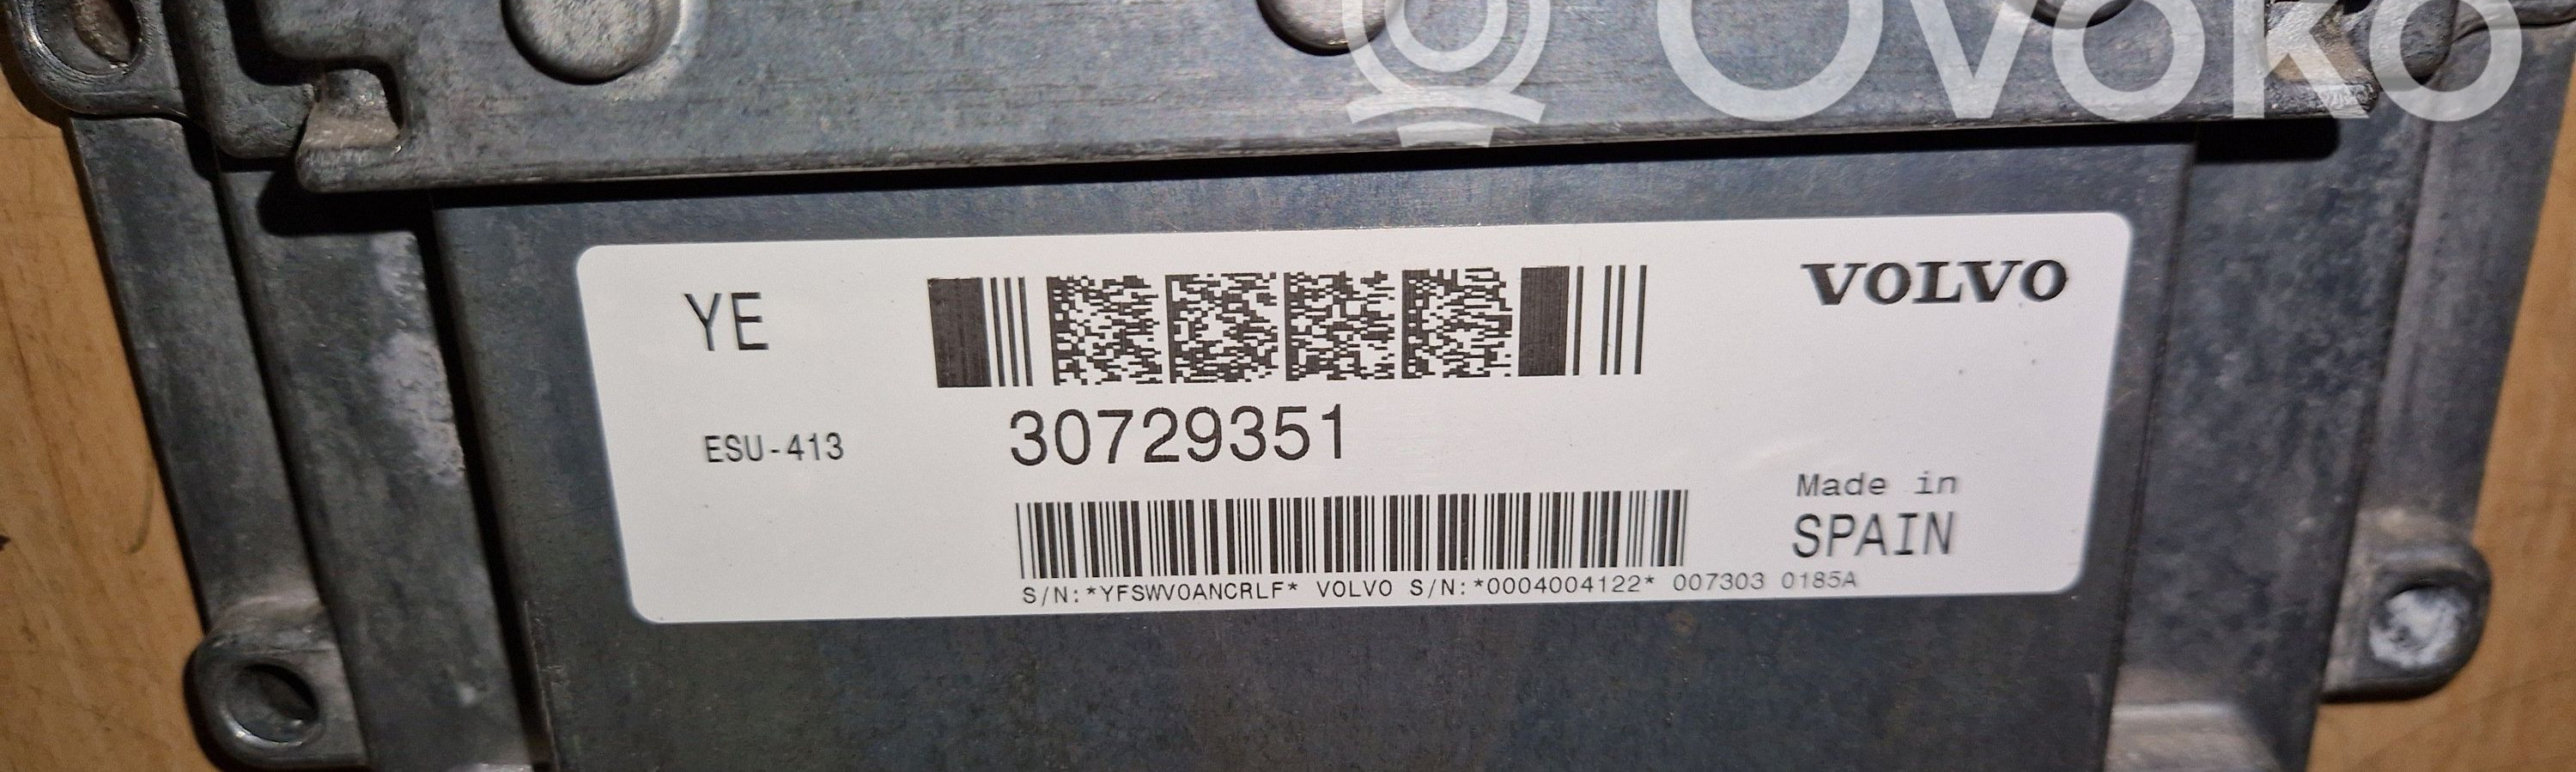 Ovoko
YE
VOLVO
ESU-413
30729351
Made in
SPAIN
S/N:*YFSWV0ANCRLF* VOLVO S/N:*0004004122* 007303 0185A